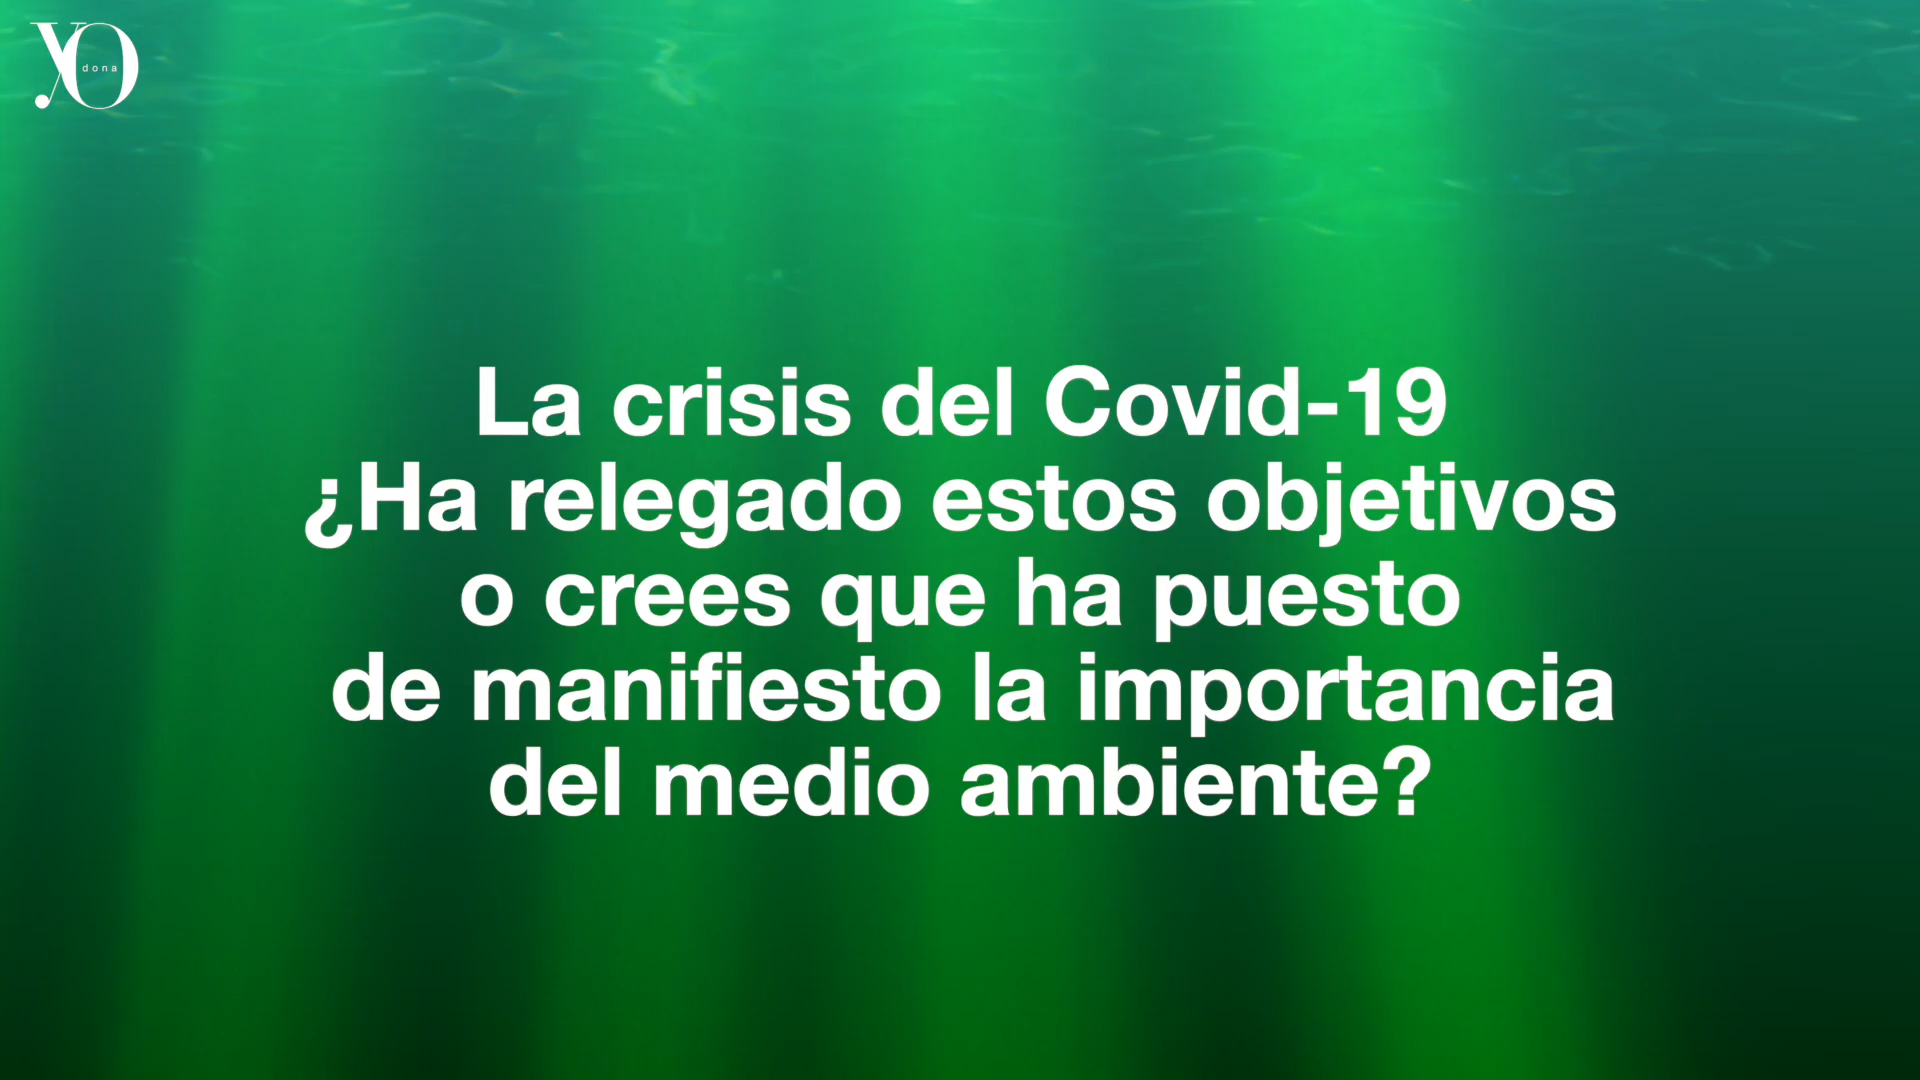 YO
dona
La crisis del Covid-19
¿Ha relegado estos objetivos
o crees que ha puesto
de manifiesto la importancia
del medio ambiente?